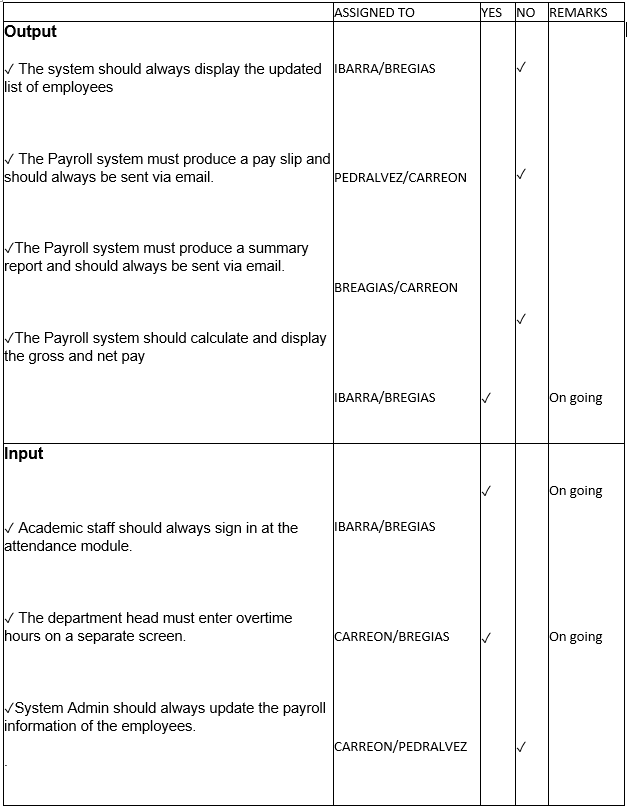 ASSIGNED TO YES NO REMARKS
Output
✓ The system should always display the updated IBARRA/BREGIAS ✓
list of employees
✓ The Payroll system must produce a pay slip and
should always be sent via email. PEDRALVEZ/CARREON ✓
✓The Payroll system must produce a summary
report and should always be sent via email.
BREAGIAS/CARREON
✓
✓The Payroll system should calculate and display
the gross and net pay
IBARRA/BREGIAS ✓ On going
Input
✓ On going
✓ Academic staff should always sign in at the IBARRA/BREGIAS
attendance module.
✓ The department head must enter overtime
hours on a separate screen. CARREON/BREGIAS ✓ On going
✓System Admin should always update the payroll
information of the employees.
CARREON/PEDRALVEZ ✓
.